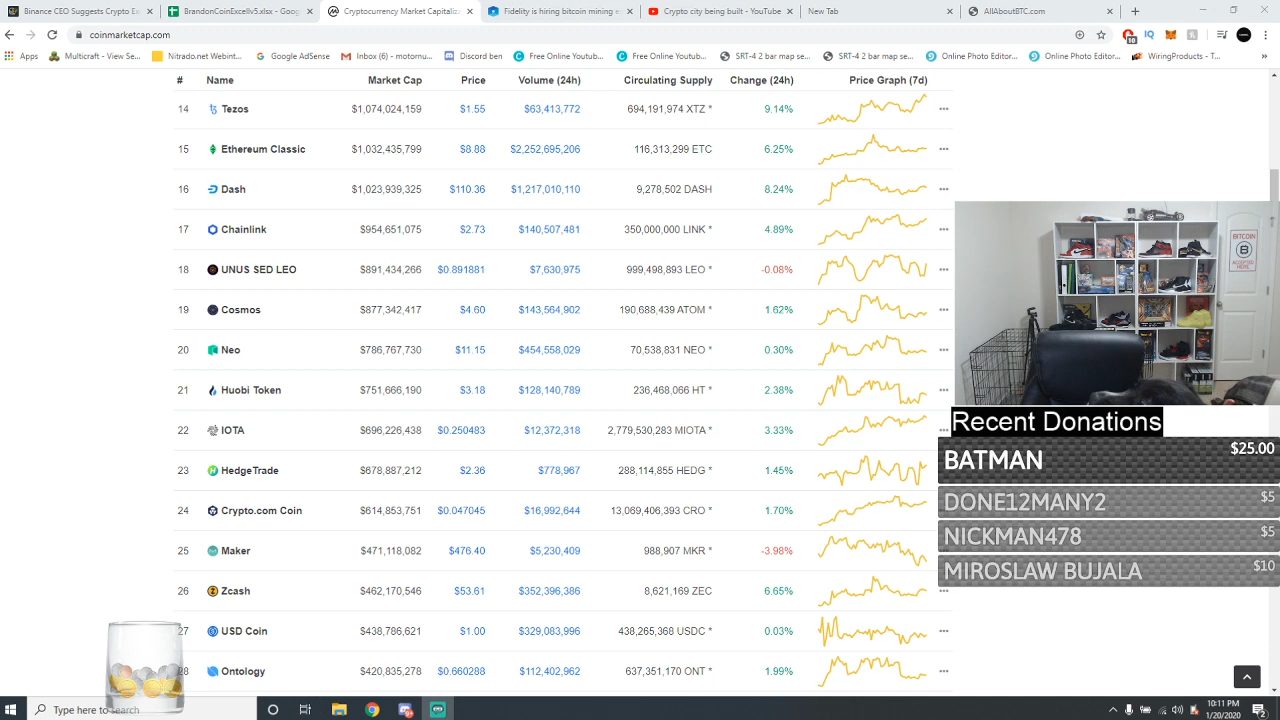 Binance CEO Suggests Crypto Ex
BrandonCoinExcellv5.xlsx - Goog
Cryptocurrency Market Capitaliz
Fidelity is hiring bitcoin mining e
Crypto city being built - YouTube
New Tab
AllAboutBTC.com
coinmarketcap.com
Apps
Multicraft - View Se...
Nitrado.net Webint...
Google AdSense
Inbox (6) - motornu...
Discord ben
Free Online Youtub...
Free Online Youtub...
SRT-4 2 bar map se...
SRT-4 2 bar map se...
Online Photo Editor...
Online Photo Editor...
WiringProducts - T...
# Name Market Cap Price Volume (24h) Circulating Supply Change (24h) Price Graph (7d)
14 Tezos $1,074,024,159 $1.55 $63,413,772 694,191,974 XTZ * 9.14%
15 Ethereum Classic $1,032,435,799 $8.88 $2,252,695,206 116,313,299 ETC 6.25%
16 Dash $1,023,939,325 $110.36 $1,217,010,110 9,278,502 DASH 8.24%
17 Chainlink $954,651,075 $2.73 $140,507,481 350,000,000 LINK * 4.89%
18 UNUS SED LEO $891,434,266 $0.891881 $7,630,975 999,498,893 LEO * -0.08%
19 Cosmos $877,342,417 $4.60 $143,564,902 190,688,439 ATOM * 1.62%
20 Neo $786,767,730 $11.15 $454,558,029 70,538,831 NEO * 0.30%
21 Huobi Token $751,666,190 $3.18 $128,140,789 236,468,066 HT * 2.38%
22 IOTA $696,223,198 $0.250483 $12,372,318 2,779,530,283 MIOTA * 3.33%
23 HedgeTrade $678,887,212 $2.36 $778,967 288,114,855 HEDG * 1.45%
24 Crypto.com Coin $614,853,751 $0.047045 $16,992,644 13,069,406,393 CRO * 1.70%
25 Maker $471,118,082 $476.40 $5,230,409 988,907 MKR * -3.98%
26 Zcash $462,170,546 $53.61 $352,396,386 8,621,169 ZEC 6.65%
27 USD Coin $438,786,621 $1.00 $329,083,996 438,265,368 USDC * 0.03%
28 Ontology $420,835,278 $0.660288 $112,402,962 637,351,170 ONT * 1.99%
BITCOIN
B
ACCEPTED
HERE
Recent Donations
BATMAN $25.00
DONE12MANY2 $5
NICKMAN478 $5
MIROSLAW BUJALA $10
Type here to search
10:11 PM
1/20/2020